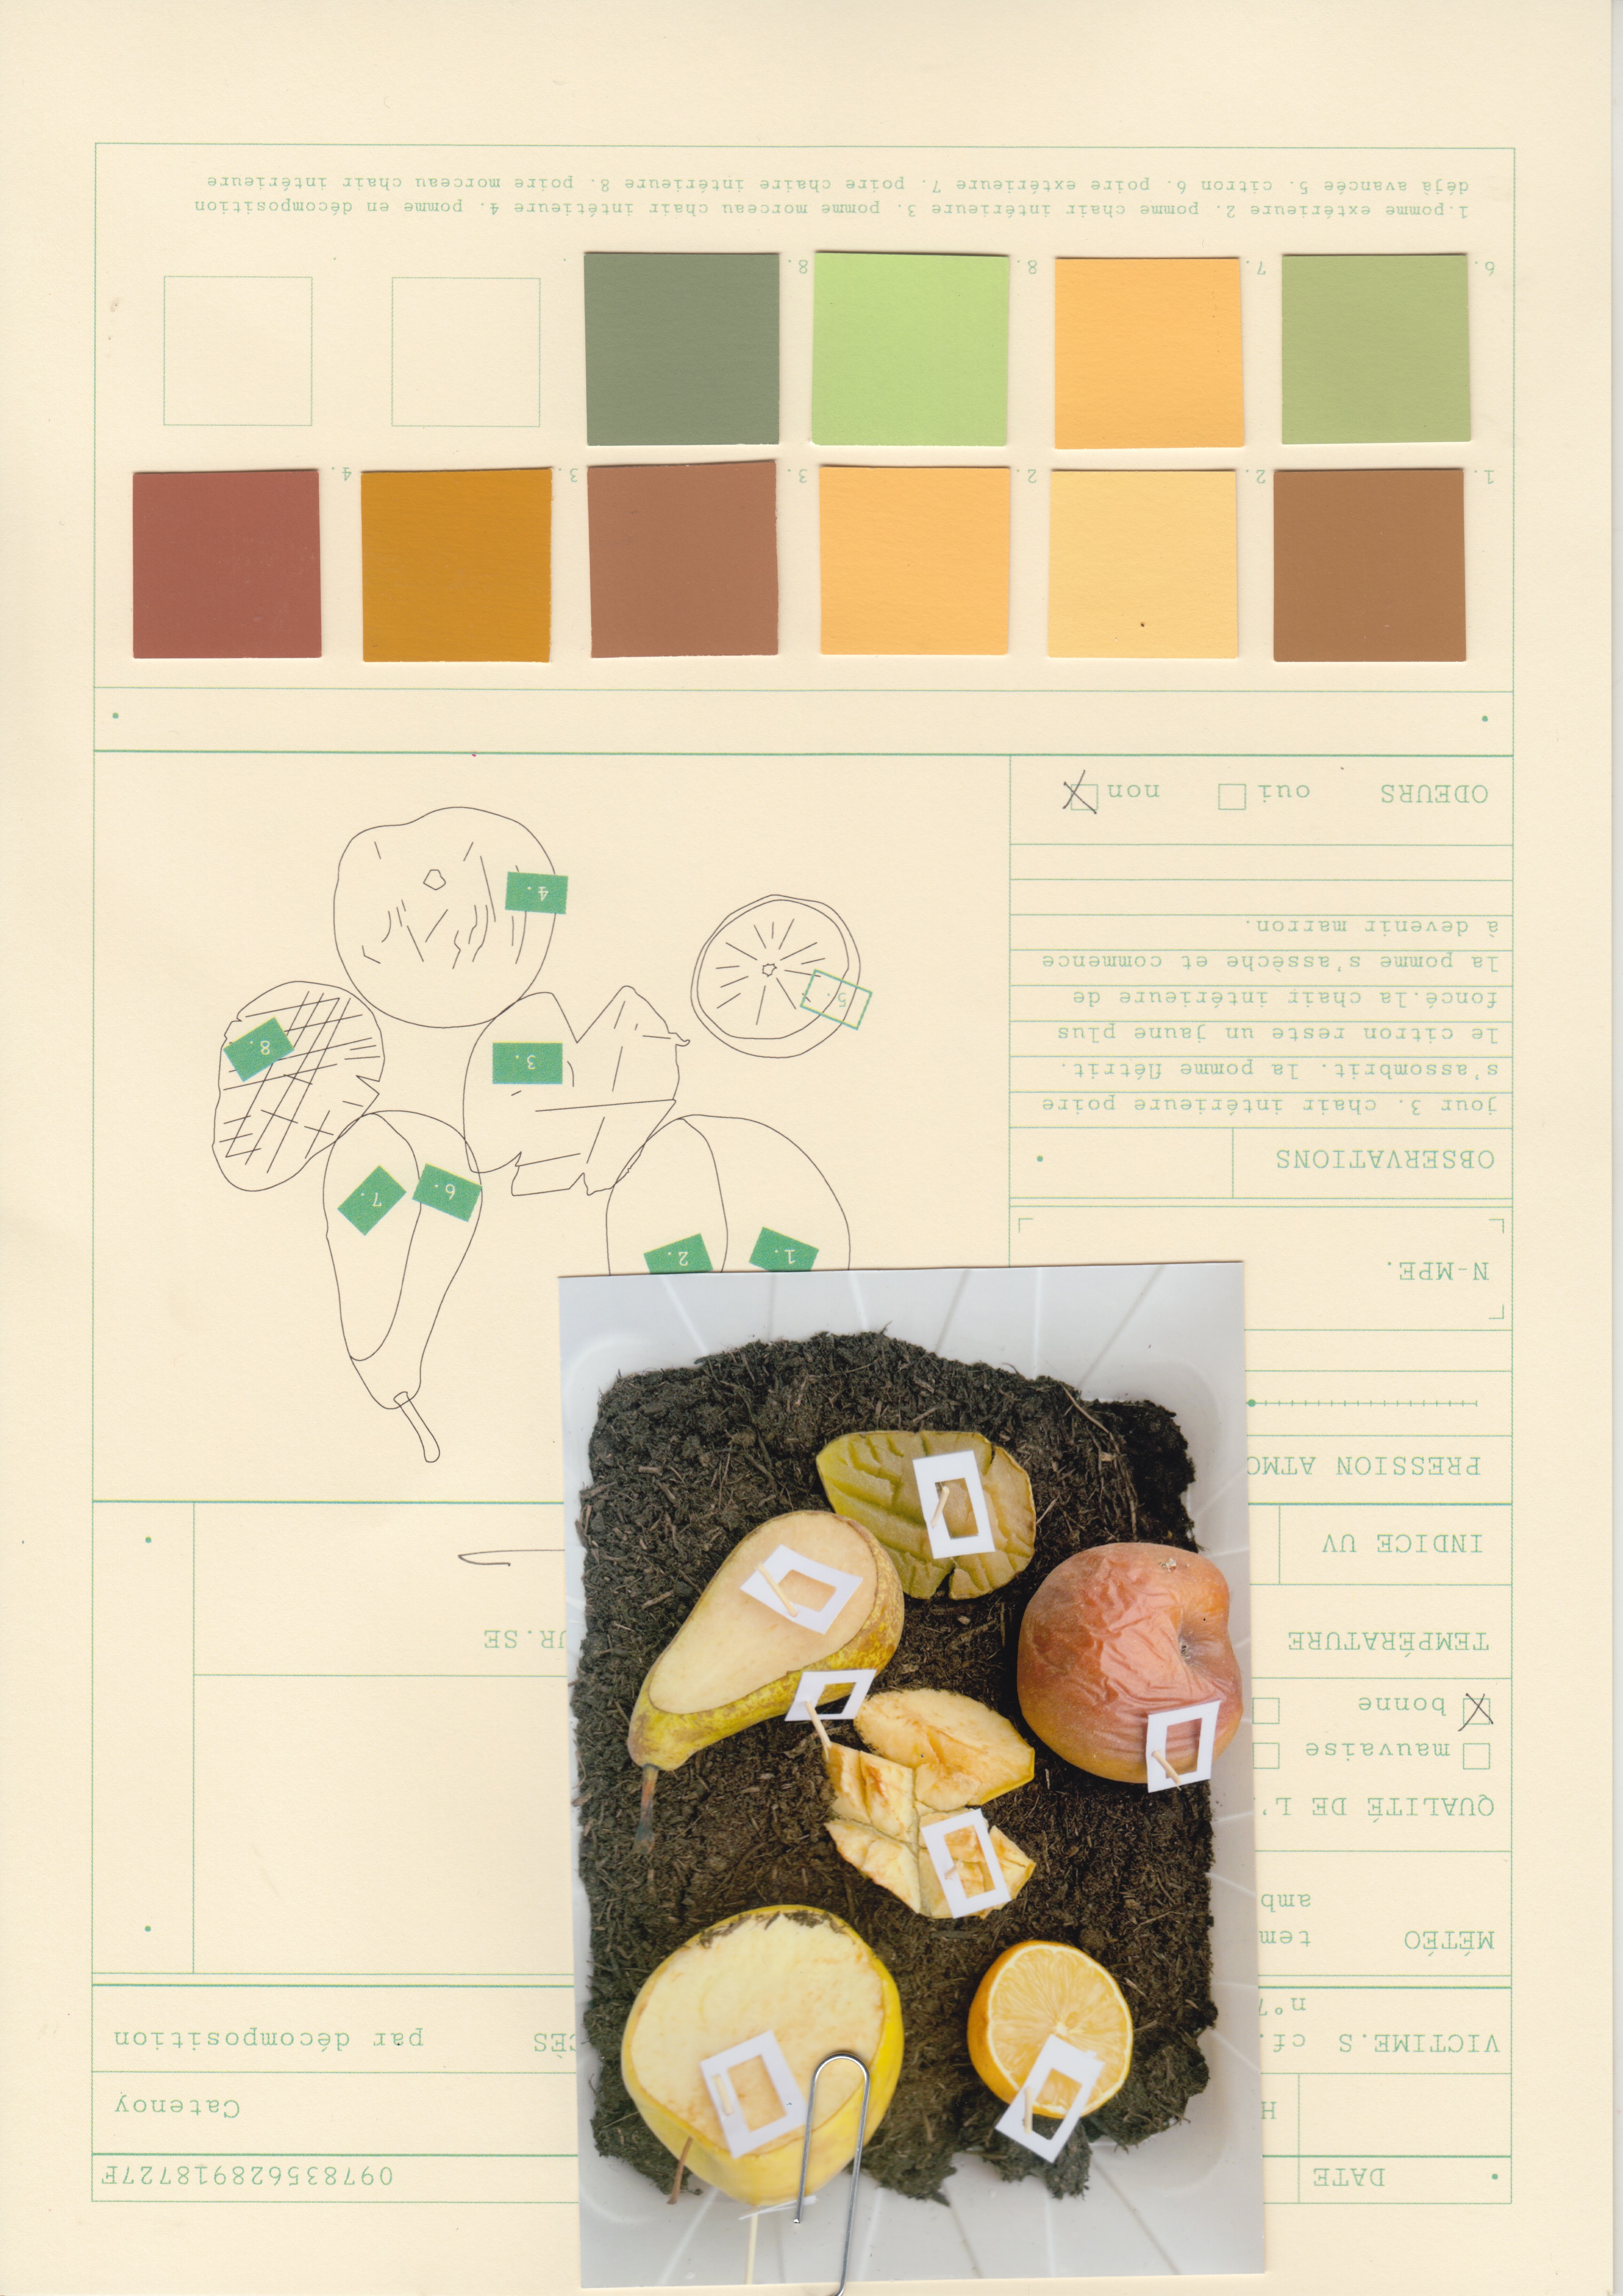 DATE
097835628918727F
H
Catenoy
VICTIME.S cf.
n°7
CÈS par décomposition
MÉTÉO tem
amb
QUALITÉ DE L'
mauvaise
bonne
TEMPÉRATURE
UR.SE
INDICE UV
PRESSION ATMO
N-MPE.
1. 2.
6. 7.
3.
8.
5.
4.
OBSERVATIONS
jour 3. chair intérieure poire
s'assombrit. la pomme flétrit.
le citron reste un jaune plus
foncé.la chair intérieure de
la pomme s'assèche et commence
à devenir marron.
ODEURS oui non
1. 2. 2. 3. 3. 4.
6. 7. 8. 8.
1.pomme extérieure 2. pomme chair intérieure 3. pomme morceau chair intétieure 4. pomme en décomposition
déjà avancée 5. citron 6. poire extérieure 7. poire chaire intérieure 8. poire morceau chair intérieure